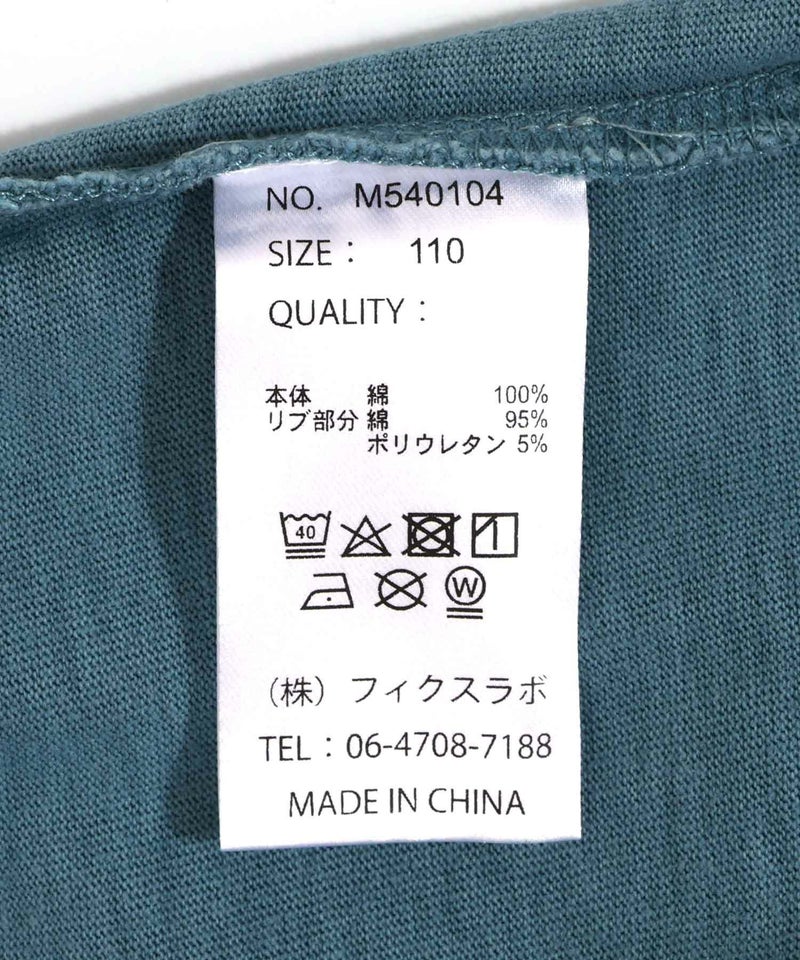 NO. M540104
SIZE： 110
QUALITY：
本体 綿 100%
リブ部分 綿 95%
ポリウレタン 5%
40
W
（株）フィクスラボ
TEL：06-4708-7188
MADE IN CHINA